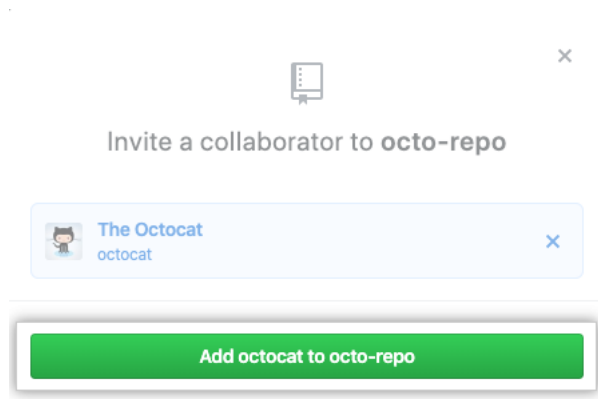 Invite a collaborator to octo-repo
The Octocat
octocat
Add octocat to octo-repo